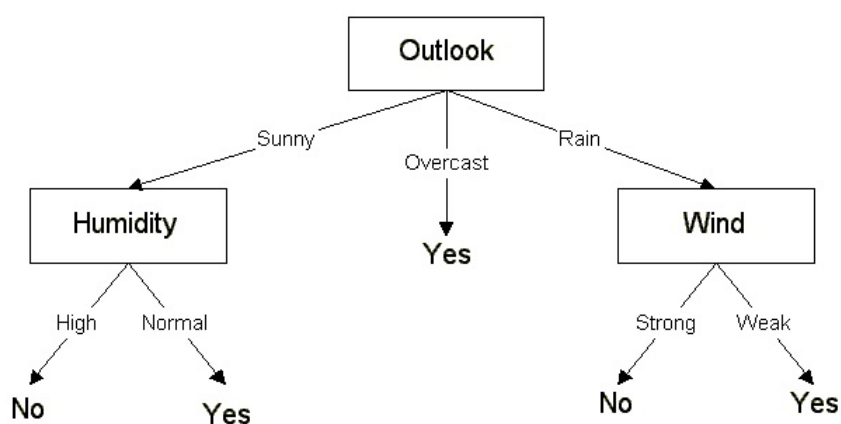 Outlook
Sunny
Overcast
Rain
Humidity
Yes
Wind
High
Normal
Strong
Weak
No
Yes
No
Yes